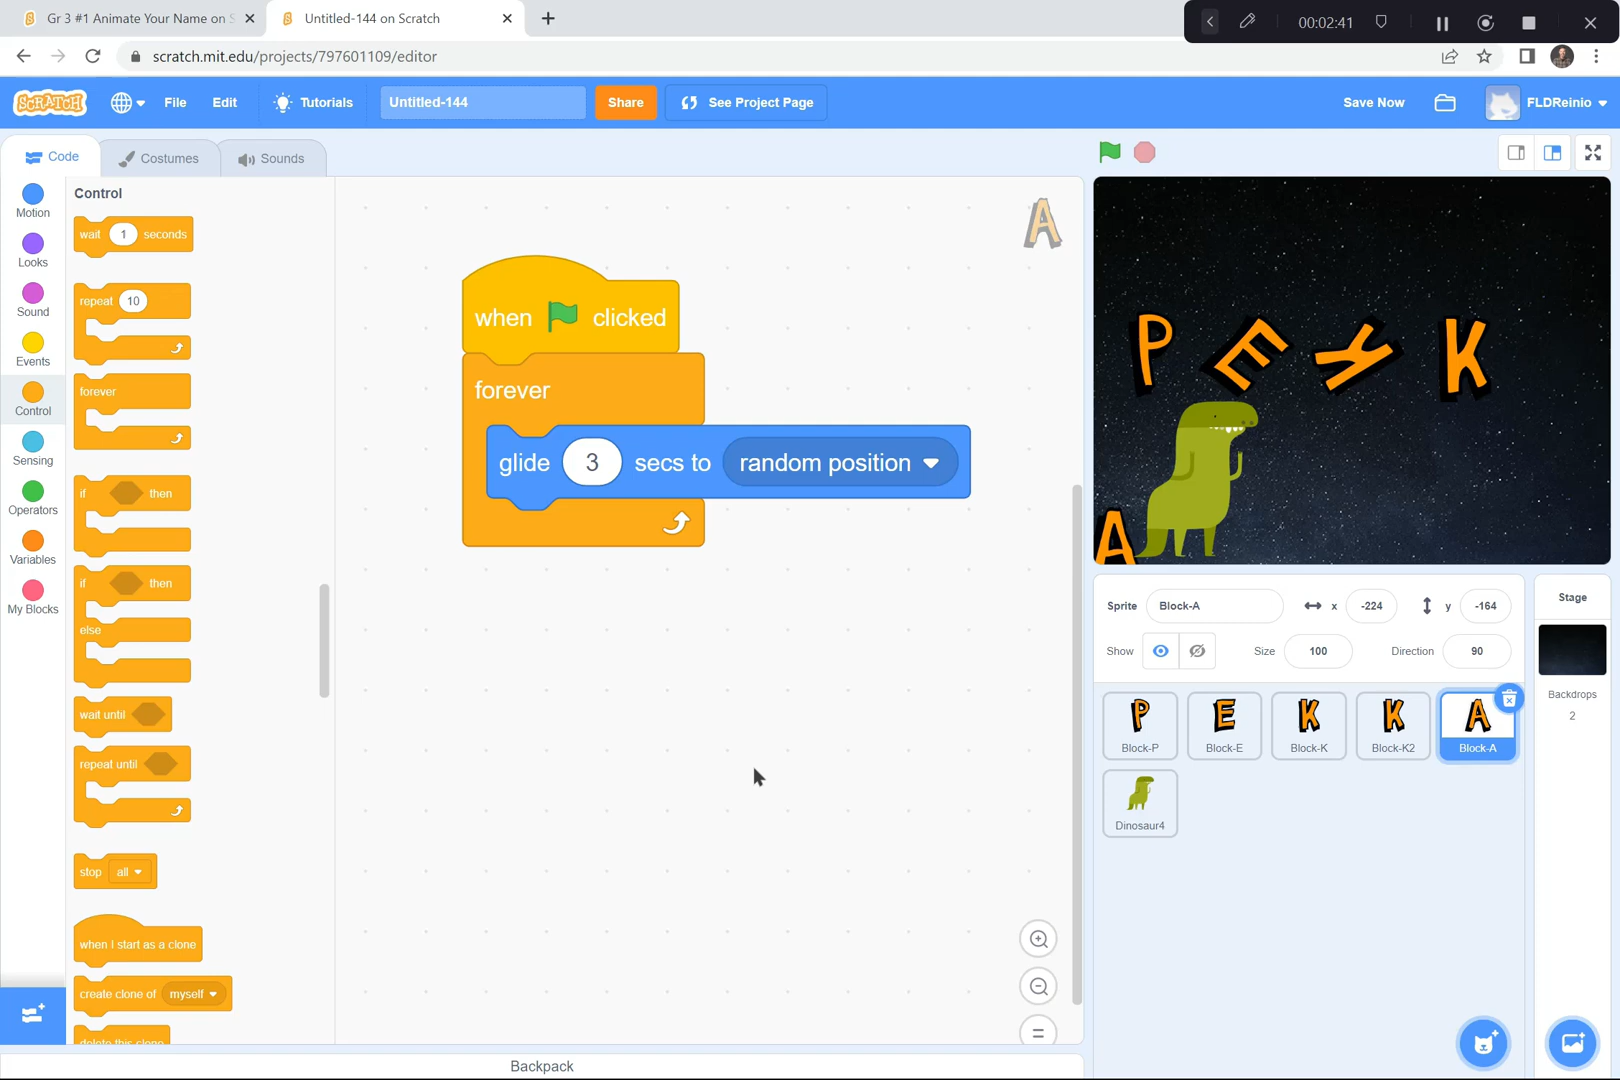 Gr 3 #1 Animate Your Name on S
Untitled-144 on Scratch
00:02:41
scratch.mit.edu/projects/797601109/editor
SCRATCH
File
Edit
Tutorials
Untitled-144
Share
See Project Page
Save Now
FLDReinio
Code
Costumes
Sounds
Motion
Looks
Sound
Events
Control
Sensing
Operators
Variables
My Blocks
Control
wait 1 seconds
repeat 10
forever
if then
if then
else
wait until
repeat until
stop all
when I start as a clone
create clone of myself
delete this clone
when clicked
forever
glide 3 secs to random position
A
Backpack
P E K K
A
Sprite Block-A x -224 y -164
Show Size 100 Direction 90
P E K K A
Block-P Block-E Block-K Block-K2 Block-A
Dinosaur4
Stage
Backdrops
2